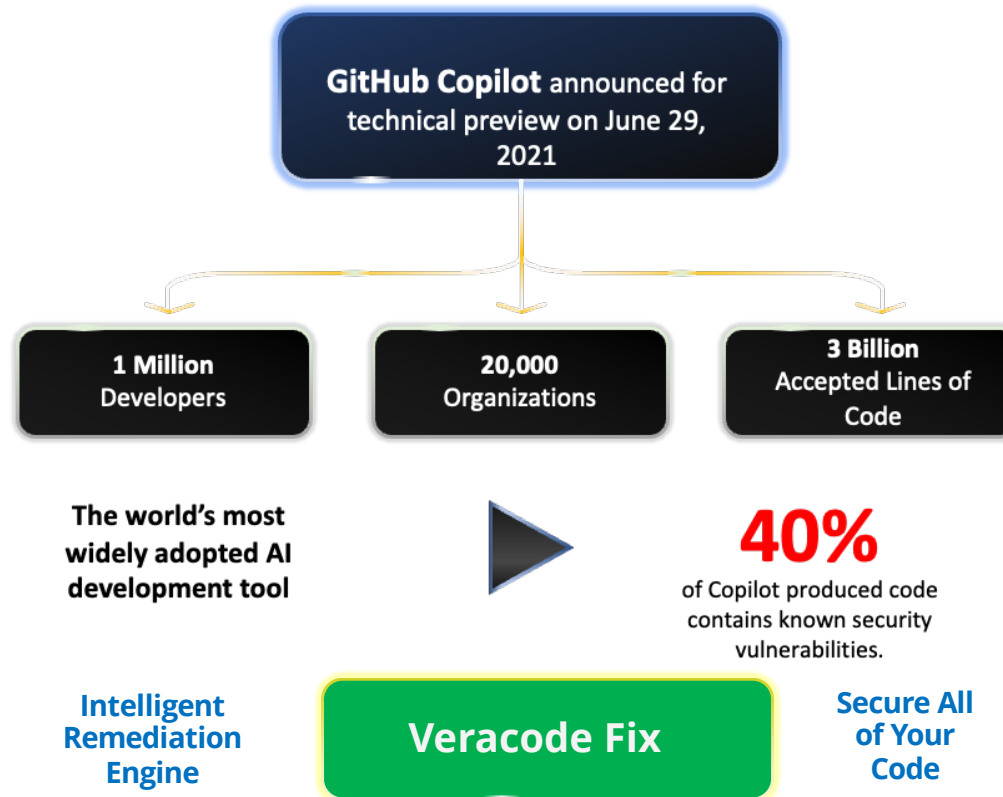 GitHub Copilot announced for
technical preview on June 29,
2021
1 Million
Developers
20,000
Organizations
3 Billion
Accepted Lines of
Code
The world’s most
widely adopted AI
development tool
40%
of Copilot produced code
contains known security
vulnerabilities.
Intelligent
Remediation
Engine
Veracode Fix
Secure All
of Your
Code